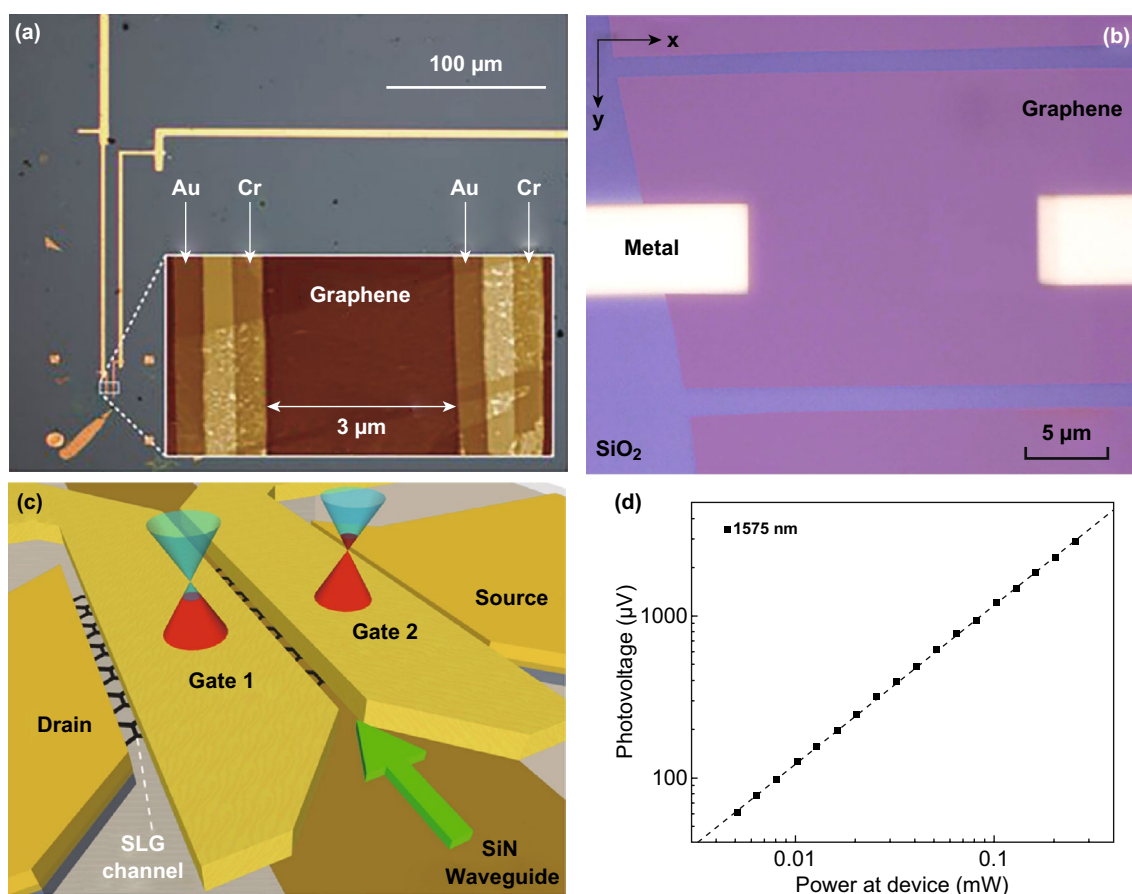 (a)
100 μm
Au
Cr
Au
Cr
Graphene
3 μm
(b)
x
y
Graphene
Metal
SiO₂
5 μm
(c)
Source
Gate 2
Gate 1
Drain
SLG
channel
SiN
Waveguide
(d)
1575 nm
Photovoltage (μV)
1000
100
0.01
0.1
Power at device (mW)